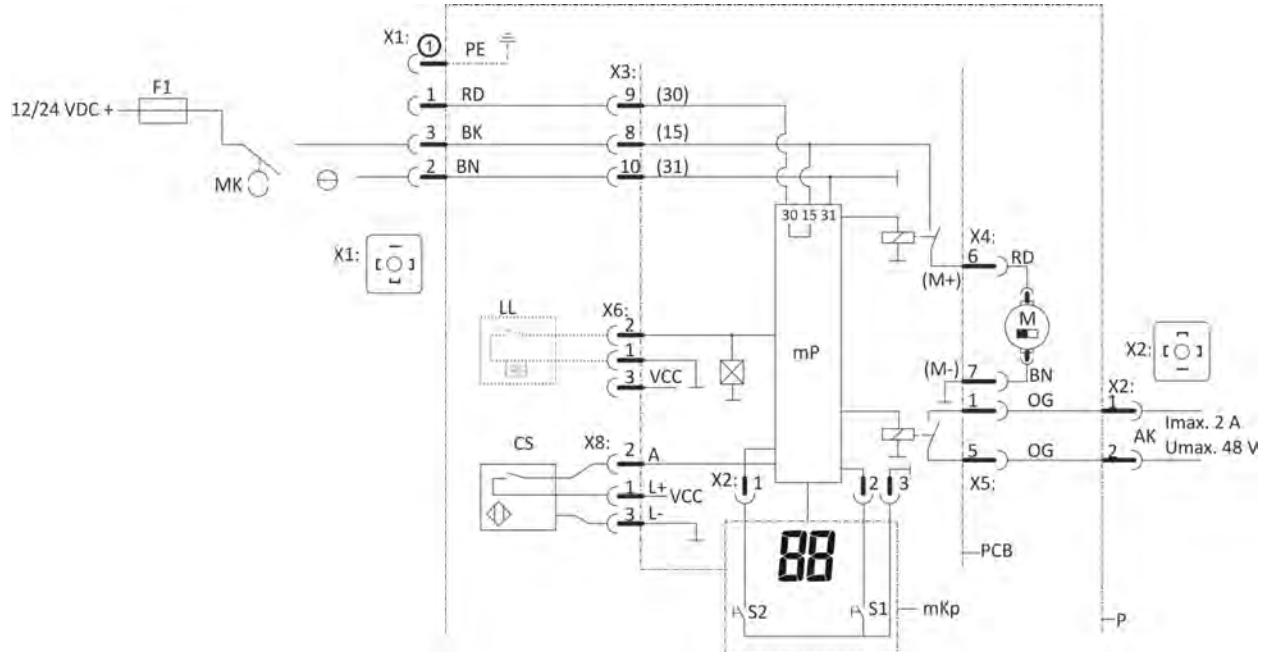 X1: 1 PE
X3:
F1
12/24 VDC +
1 RD 9 (30)
3 BK 8 (15)
2 BN 10 (31)
MK
30 15 31
X1:
X4:
6 RD
(M+)
M
LL X6:
2
1
3 VCC
mP
X2:
(M-) 7 BN
X2:
1 OG 1
Imax. 2 A
AK
Umax. 48 V
5 OG 2
X5:
CS X8: 2 A
1 L+ VCC
3 L-
X2: 1 2 3
88
PCB
S2 S1 mKp
P